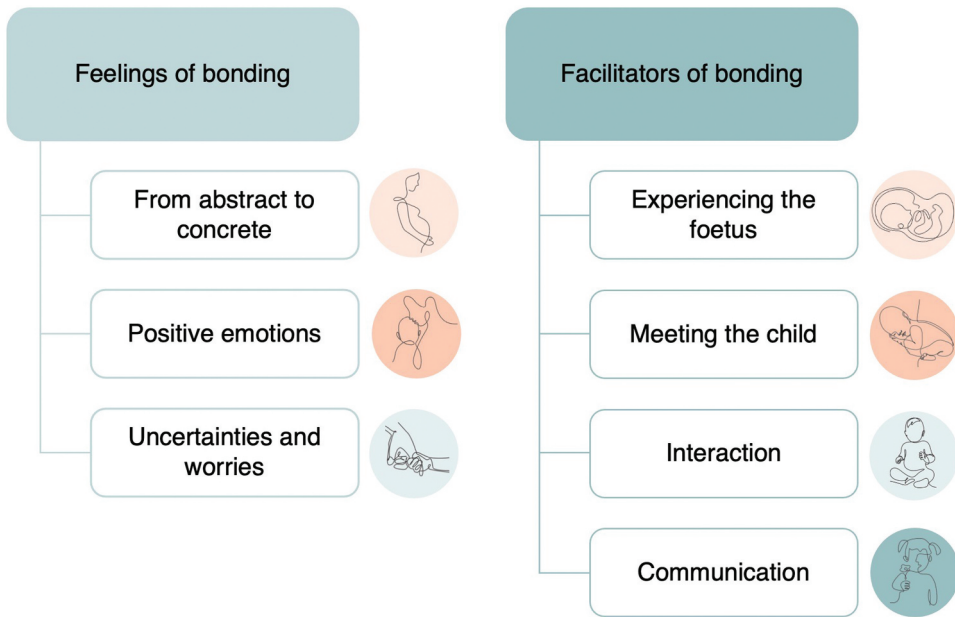 Feelings of bonding
From abstract to
concrete
Positive emotions
Uncertainties and
worries
Facilitators of bonding
Experiencing the
foetus
Meeting the child
Interaction
Communication